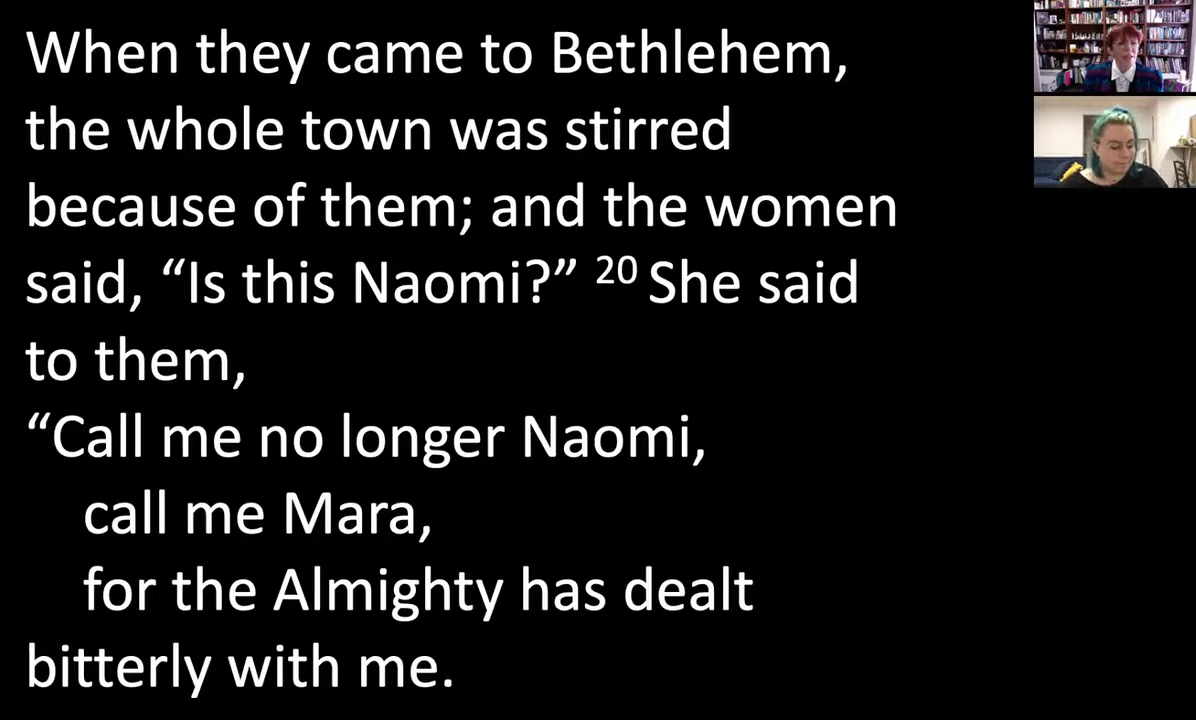 When they came to Bethlehem,
the whole town was stirred
because of them; and the women
said, “Is this Naomi?” 20 She said
to them,
“Call me no longer Naomi,
call me Mara,
for the Almighty has dealt
bitterly with me.